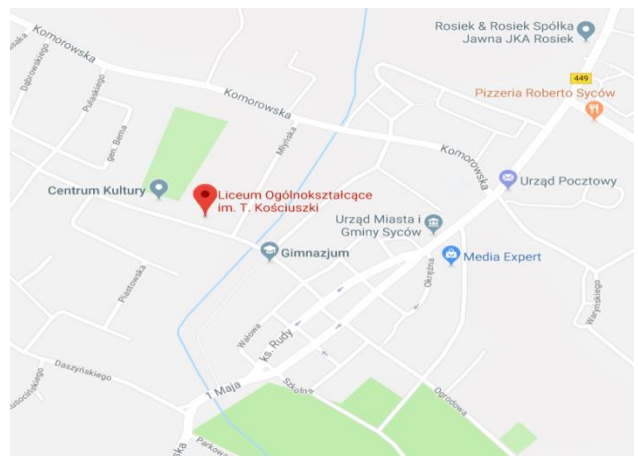 Rosiek & Rosiek Spółka
Jawna JKA Rosiek
449
Pizzeria Roberto Syców
Komorowska
Dąbrowskiego
Pułaskiego
gen. Bema
Komorowska
Młyńska
Komorowska
Centrum Kultury
Liceum Ogólnokształcące
im. T. Kościuszki
Urząd Pocztowy
Urząd Miasta i
Gminy Syców
Gimnazjum
Media Expert
Okrężna
Piastowska
Waryńskiego
Wałowa
ks. Rudy
Daszyńskiego
1 Maja
Szkolna
Ogrodowa
Parkowa